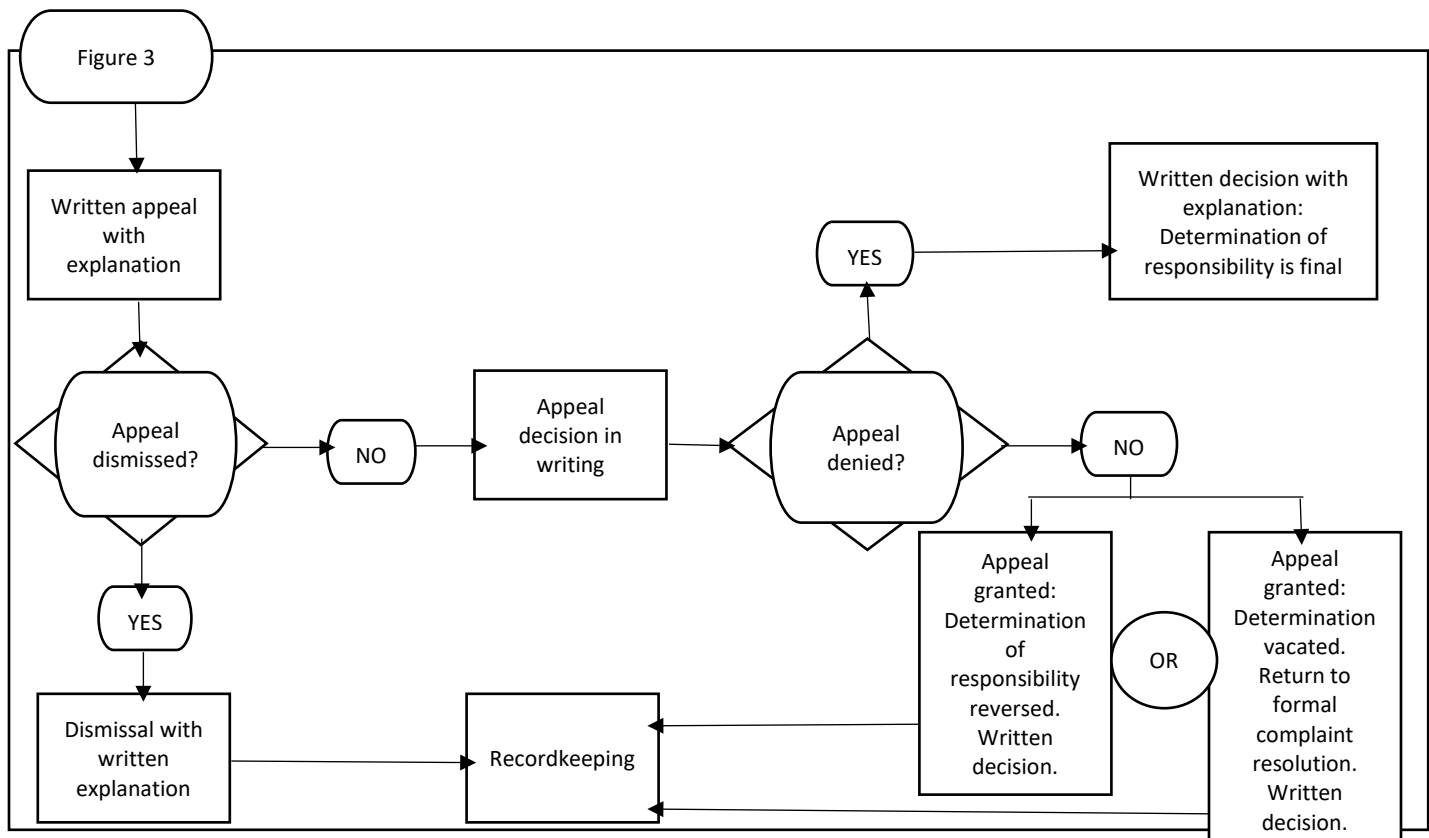 Figure 3
Written appeal
with
explanation
Appeal
dismissed?
NO
Appeal
decision in
writing
Appeal
denied?
YES
Written decision with
explanation:
Determination of
responsibility is final
NO
Appeal
granted:
Determination
of
responsibility
reversed.
Written
decision.
OR
Appeal
granted:
Determination
vacated.
Return to
formal
complaint
resolution.
Written
decision.
YES
Dismissal with
written
explanation
Recordkeeping